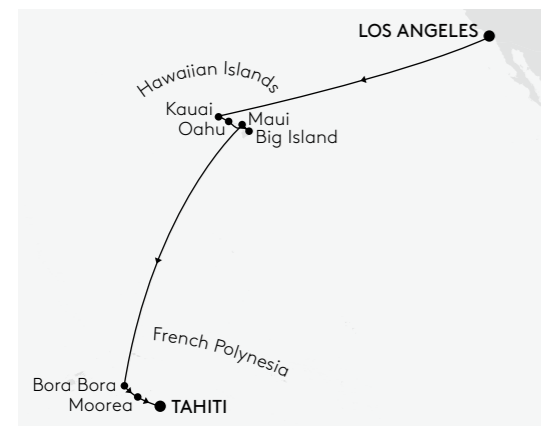 LOS ANGELES
Hawaiian Islands
Kauai
Maui
Oahu
Big Island
French Polynesia
Bora Bora
Moorea
TAHITI